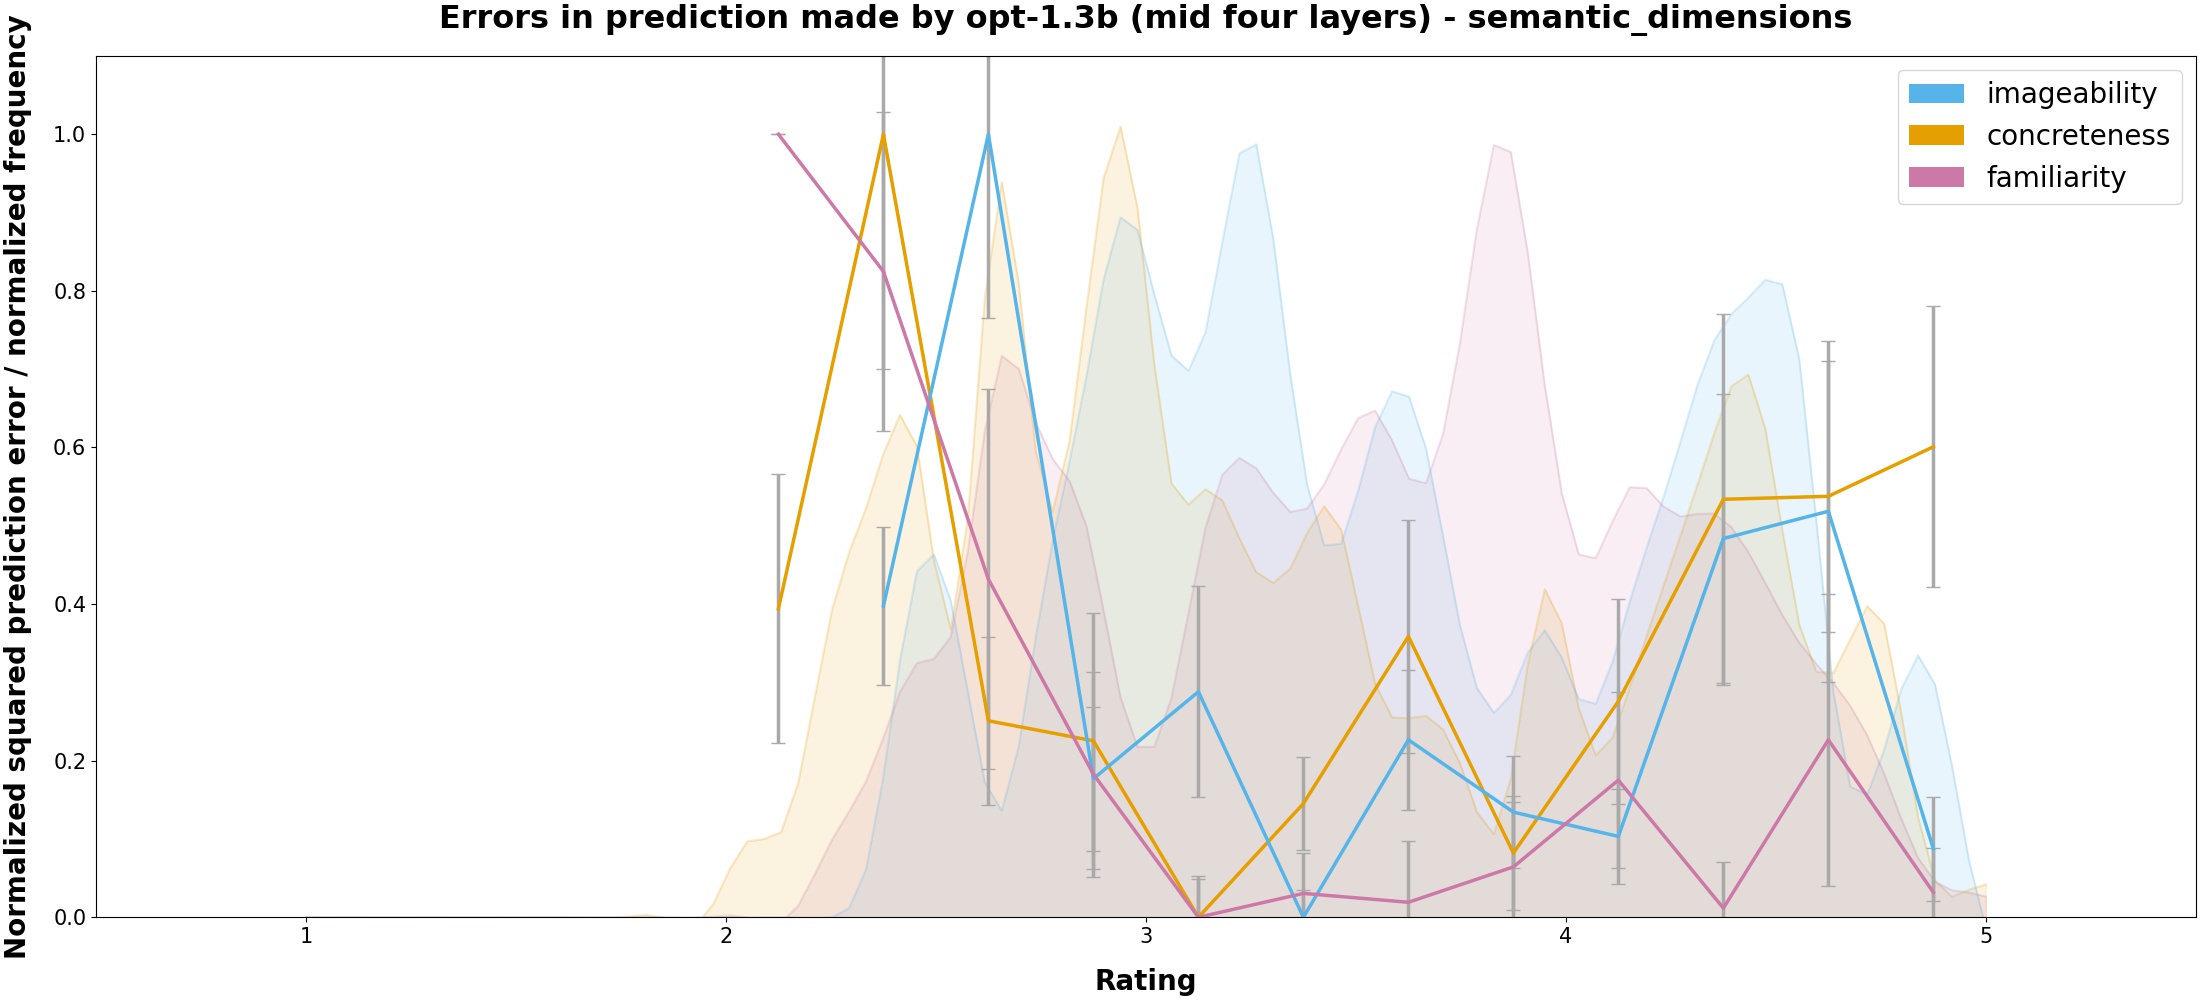 Errors in prediction made by opt-1.3b (mid four layers) - semantic_dimensions
Normalized squared prediction error / normalized frequency
1.0
0.8
0.6
0.4
0.2
0.0
imageability
concreteness
familiarity
1 2 3 4 5
Rating